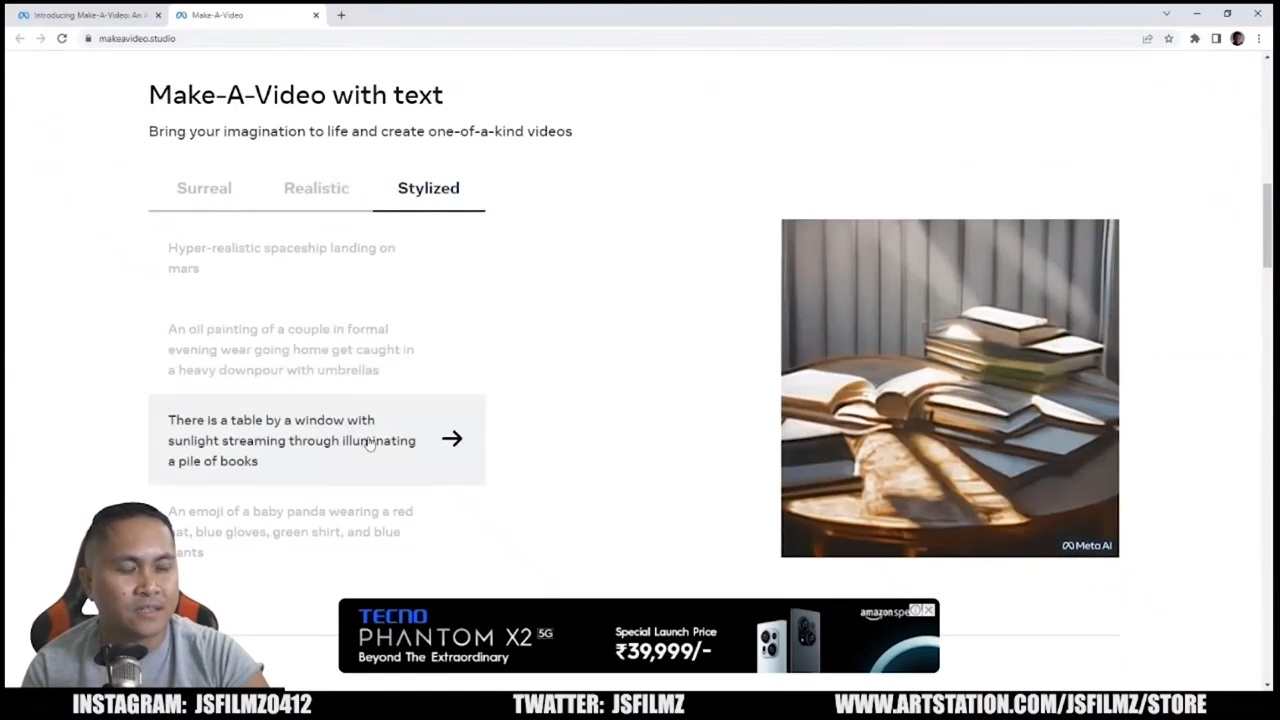 Introducing Make-A-Video: An A
Make-A-Video
makeavideo.studio
Make-A-Video with text
Bring your imagination to life and create one-of-a-kind videos
Surreal
Realistic
Stylized
Hyper-realistic spaceship landing on
mars
An oil painting of a couple in formal
evening wear going home get caught in
a heavy downpour with umbrellas
There is a table by a window with
sunlight streaming through illuminating
a pile of books
An emoji of a baby panda wearing a red
hat, blue gloves, green shirt, and blue
pants
Meta AI
TECNO
PHANTOM X2 5G
Beyond The Extraordinary
Special Launch Price
₹39,999/-
amazon spe
INSTAGRAM: JSFILMZ0412
TWATTER: JSFILMZ
WWW.ARTSTATION.COM/JSFILMZ/STORE